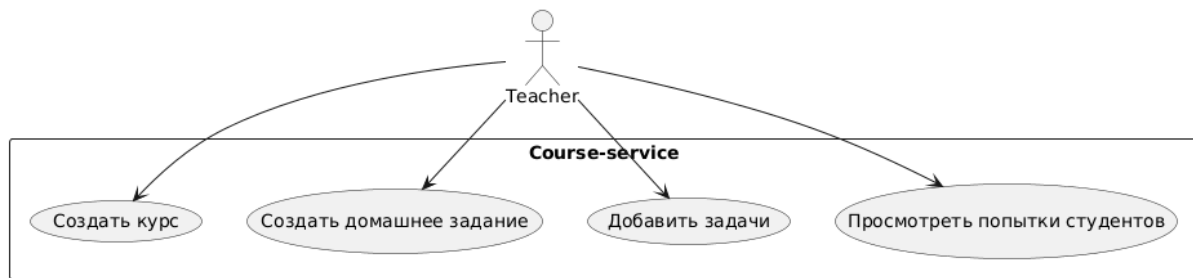 Teacher
Course-service
Создать курс
Создать домашнее задание
Добавить задачи
Просмотреть попытки студентов